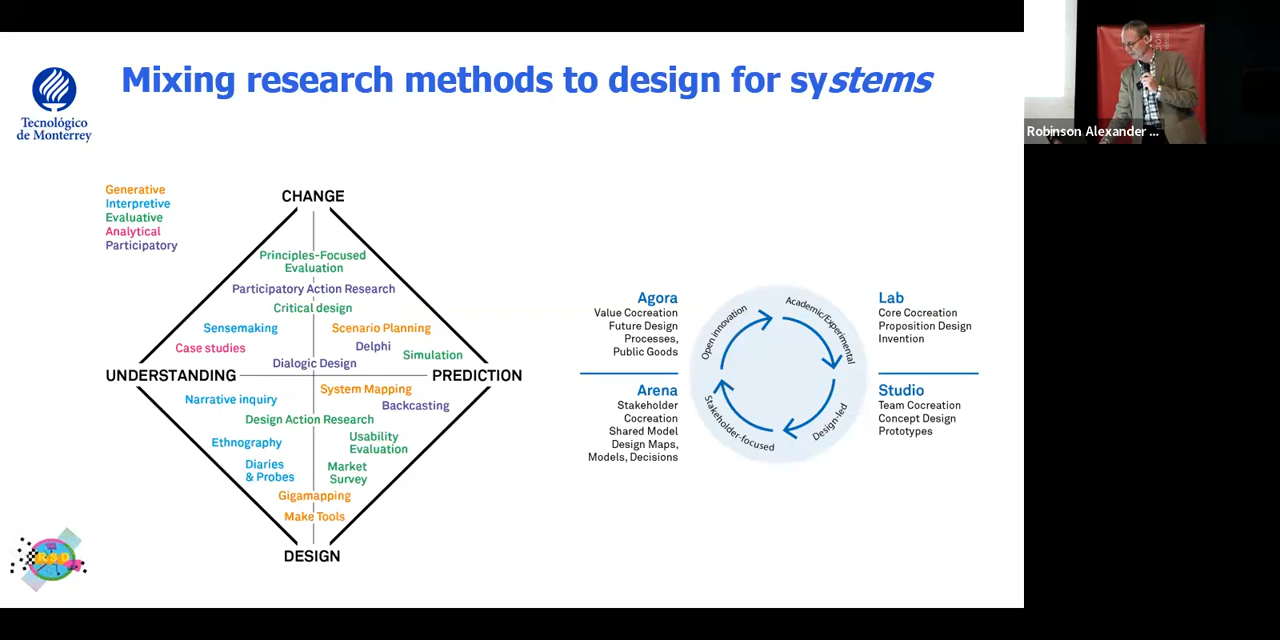 Mixing research methods to design for systems
Tecnológico
de Monterrey
Generative
Interpretive
Evaluative
Analytical
Participatory
CHANGE
Principles-Focused
Evaluation
Participatory Action Research
Critical design
Sensemaking
Scenario Planning
Case studies
Delphi
Simulation
Dialogic Design
UNDERSTANDING
PREDICTION
System Mapping
Narrative inquiry
Backcasting
Design Action Research
Ethnography
Usability
Evaluation
Diaries
& Probes
Market
Survey
Gigamapping
Make Tools
DESIGN
Agora
Value Cocreation
Future Design
Processes,
Public Goods
Arena
Stakeholder
Cocreation
Shared Model
Design Maps,
Models, Decisions
Open innovation
Academic/Experimental
Stakeholder-focused
Design-led
Lab
Core Cocreation
Proposition Design
Invention
Studio
Team Cocreation
Concept Design
Prototypes
RSD
Robinson Alexander ...